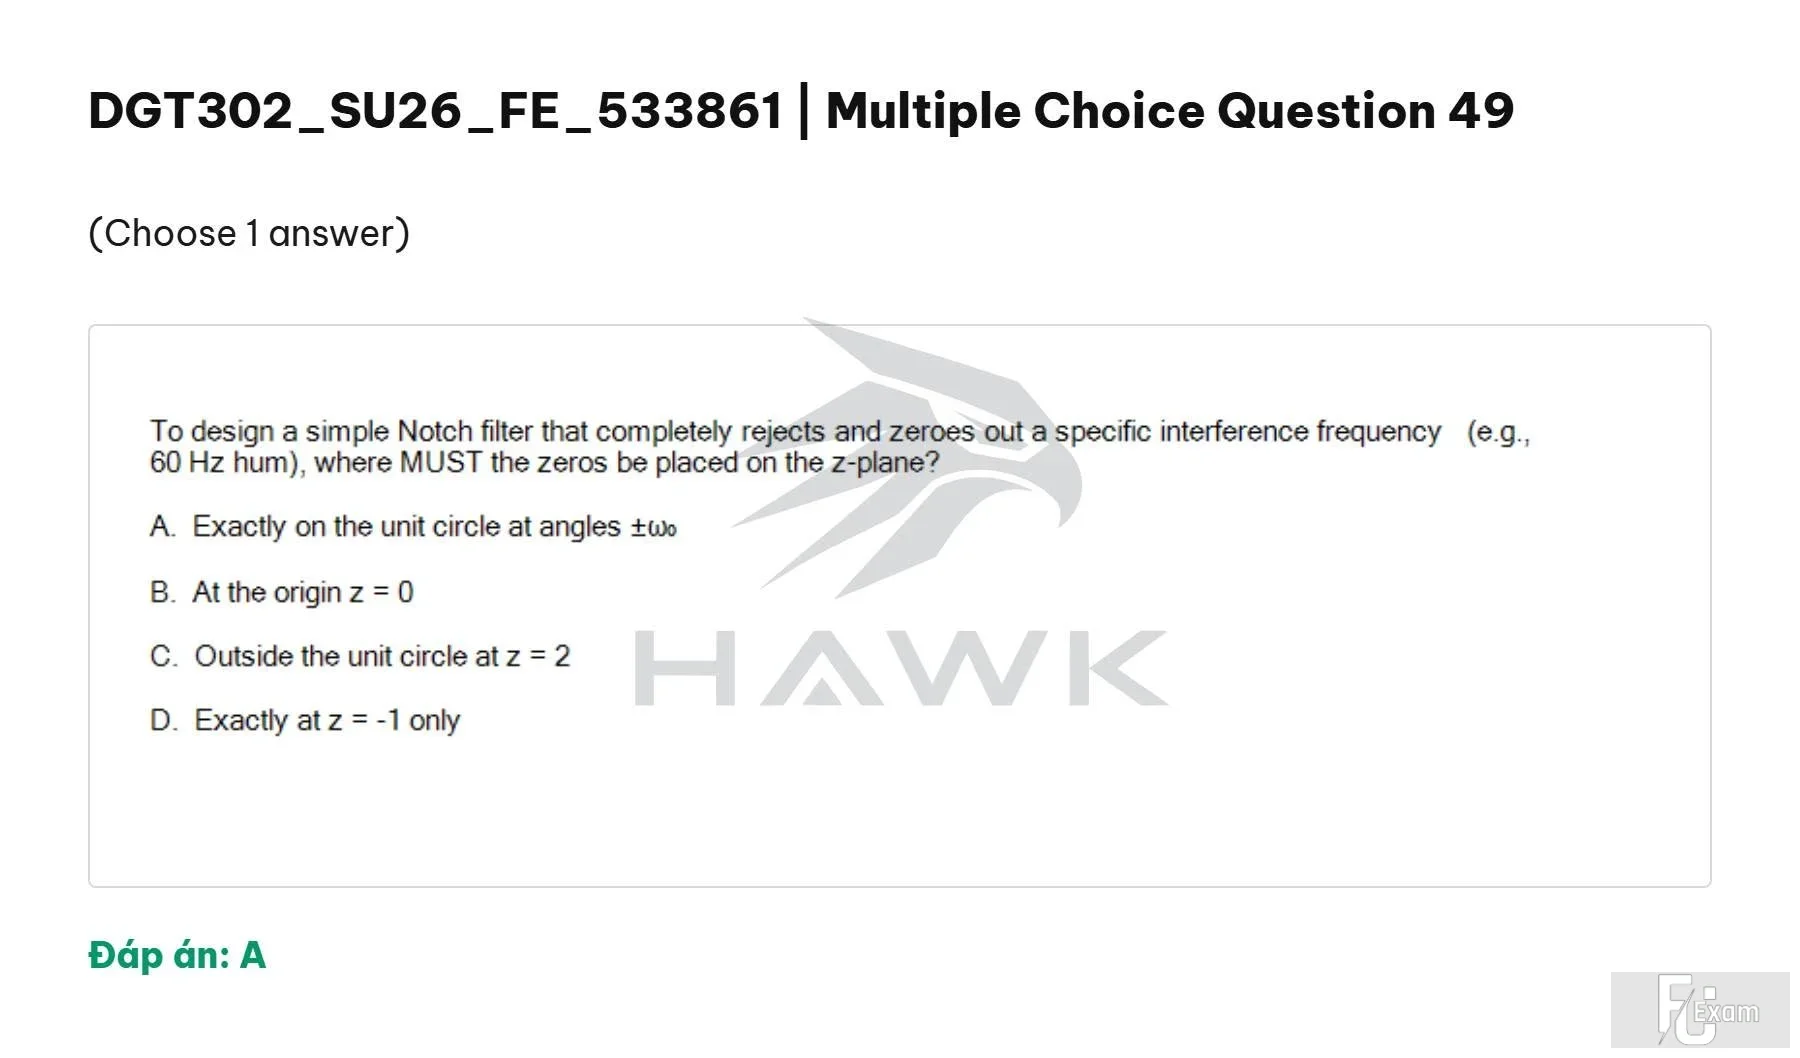 DGT302_SU26_FE_533861 | Multiple Choice Question 49
(Choose 1 answer)
To design a simple Notch filter that completely rejects and zeroes out a specific interference frequency (e.g.,
60 Hz hum), where MUST the zeros be placed on the z-plane?
A. Exactly on the unit circle at angles ±ω₀
B. At the origin z = 0
C. Outside the unit circle at z = 2
D. Exactly at z = -1 only
HAWK
Đáp án: A
FU Exam